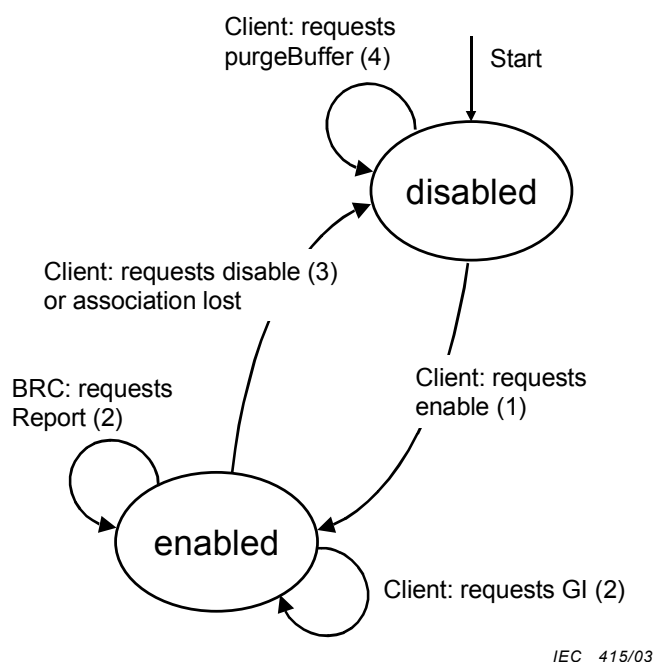 Client: requests
purgeBuffer (4)
Start
disabled
Client: requests disable (3)
or association lost
BRC: requests
Report (2)
Client: requests
enable (1)
enabled
Client: requests GI (2)
IEC 415/03